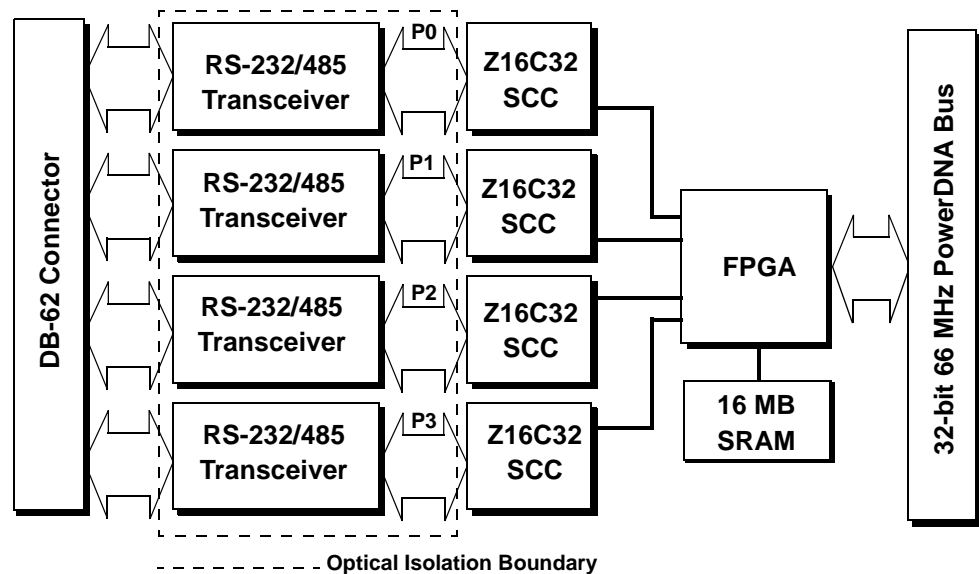 DB-62 Connector
RS-232/485
Transceiver
P0
Z16C32
SCC
RS-232/485
Transceiver
P1
Z16C32
SCC
RS-232/485
Transceiver
P2
Z16C32
SCC
RS-232/485
Transceiver
P3
Z16C32
SCC
FPGA
16 MB
SRAM
32-bit 66 MHz PowerDNA Bus
Optical Isolation Boundary